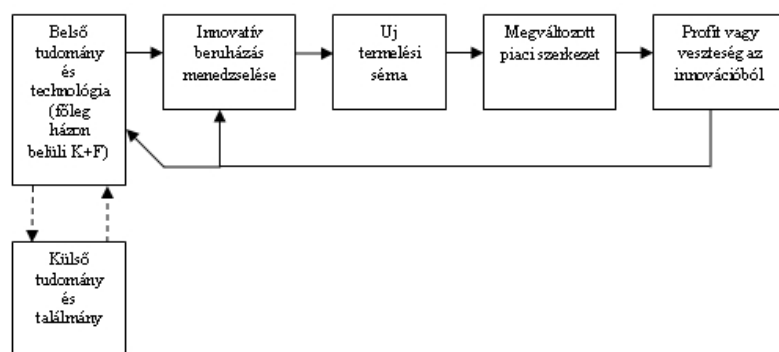 Belső
tudomány
és
technológia
(főleg
házon
belüli K+F)
Innovatív
beruházás
menedzselése
Uj
termelési
séma
Megváltozott
piaci szerkezet
Profit vagy
veszteség az
innovációból
Külső
tudomány
és
találmány